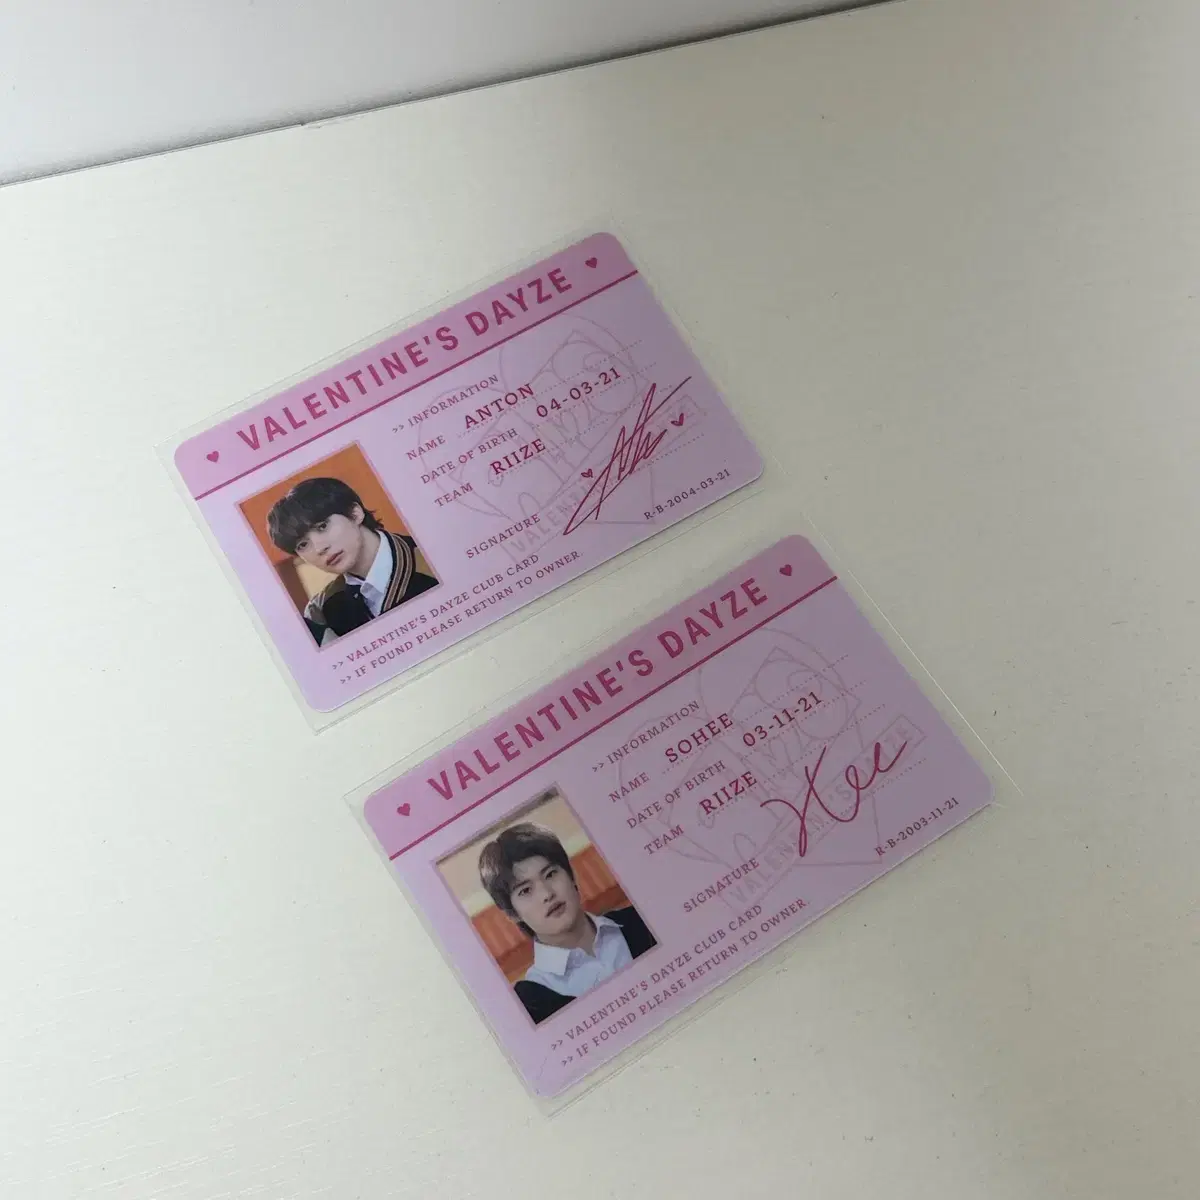 ♥ VALENTINE'S DAYZE ♥
>> INFORMATION
NAME ANTON
DATE OF BIRTH 04-03-21
TEAM RIIZE
SIGNATURE
R-B-2004-03-21
>> VALENTINE'S DAYZE CLUB CARD
>> IF FOUND PLEASE RETURN TO OWNER
♥ VALENTINE'S DAYZE ♥
>> INFORMATION
NAME SOHEE
DATE OF BIRTH 03-11-21
TEAM RIIZE
SIGNATURE
R-B-2003-11-21
>> VALENTINE'S DAYZE CLUB CARD
>> IF FOUND PLEASE RETURN TO OWNER